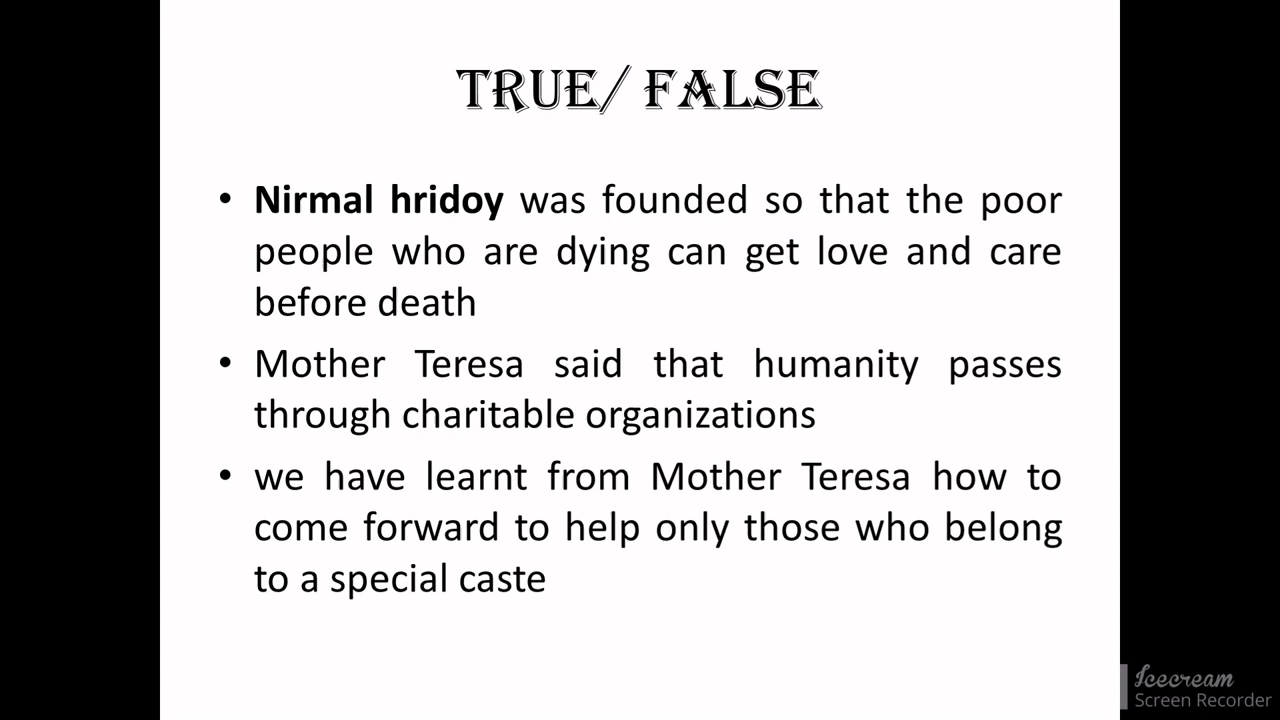 TRUE/ FALSE
• Nirmal hridoy was founded so that the poor
people who are dying can get love and care
before death
• Mother Teresa said that humanity passes
through charitable organizations
• we have learnt from Mother Teresa how to
come forward to help only those who belong
to a special caste
Icecream
Screen Recorder